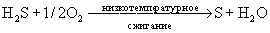 H₂S+1/2O₂ низкотемпературное сжигание → S + H₂O